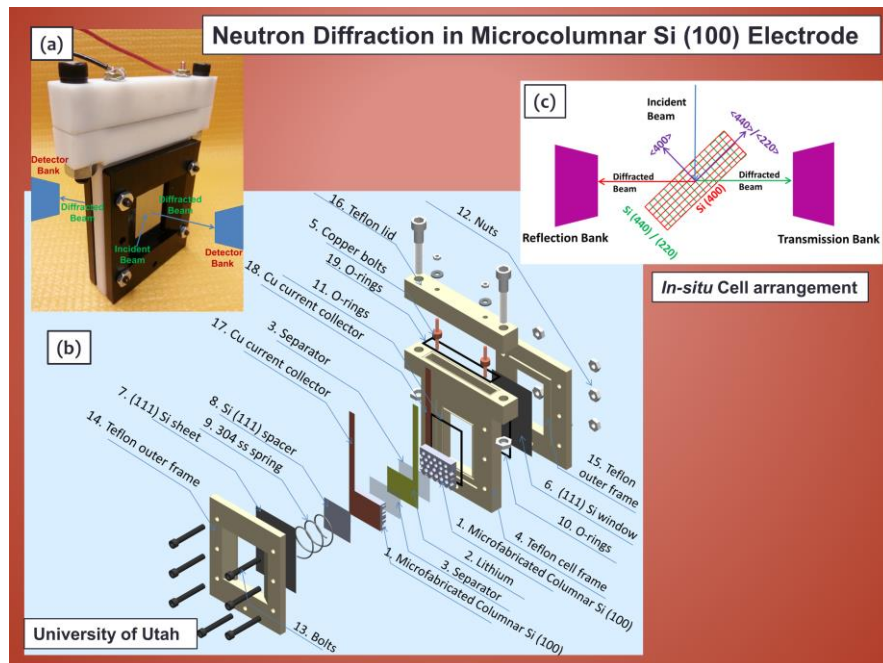 Neutron Diffraction in Microcolumnar Si (100) Electrode
(a)
Detector
Bank
Diffracted
Beam
Diffracted
Beam
Incident
Beam
Detector
Bank
(c)
Incident
Beam
<400>
<440>/<220>
Diffracted
Beam
Diffracted
Beam
Si (400)
Si (440) / (220)
Reflection Bank
Transmission Bank
In-situ Cell arrangement
(b)
16. Teflon lid
5. Copper bolts
19. O-rings
11. O-rings
18. Cu current collector
3. Separator
17. Cu current collector
8. Si (111) spacer
9. 304 ss spring
7. (111) Si sheet
14. Teflon outer frame
12. Nuts
15. Teflon
outer frame
6. (111) Si window
10. O-rings
4. Teflon cell frame
1. Microfabricated Columnar Si (100)
2. Lithium
3. Separator
1. Microfabricated Columnar Si (100)
13. Bolts
University of Utah